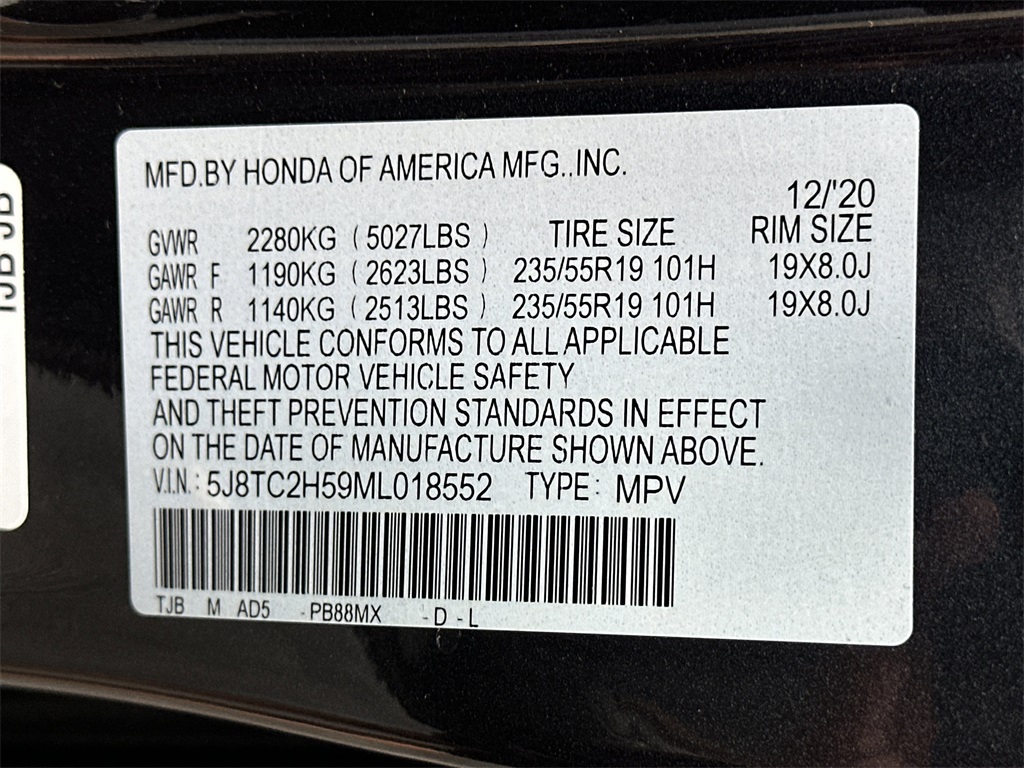 MFD.BY HONDA OF AMERICA MFG.,INC.
12/'20
GVWR 2280KG (5027LBS) TIRE SIZE RIM SIZE
GAWR F 1190KG (2623LBS) 235/55R19 101H 19X8.0J
GAWR R 1140KG (2513LBS) 235/55R19 101H 19X8.0J
THIS VEHICLE CONFORMS TO ALL APPLICABLE
FEDERAL MOTOR VEHICLE SAFETY
AND THEFT PREVENTION STANDARDS IN EFFECT
ON THE DATE OF MANUFACTURE SHOWN ABOVE.
V.I.N.: 5J8TC2H59ML018552 TYPE: MPV
TJB M AD5 -PB88MX -D -L